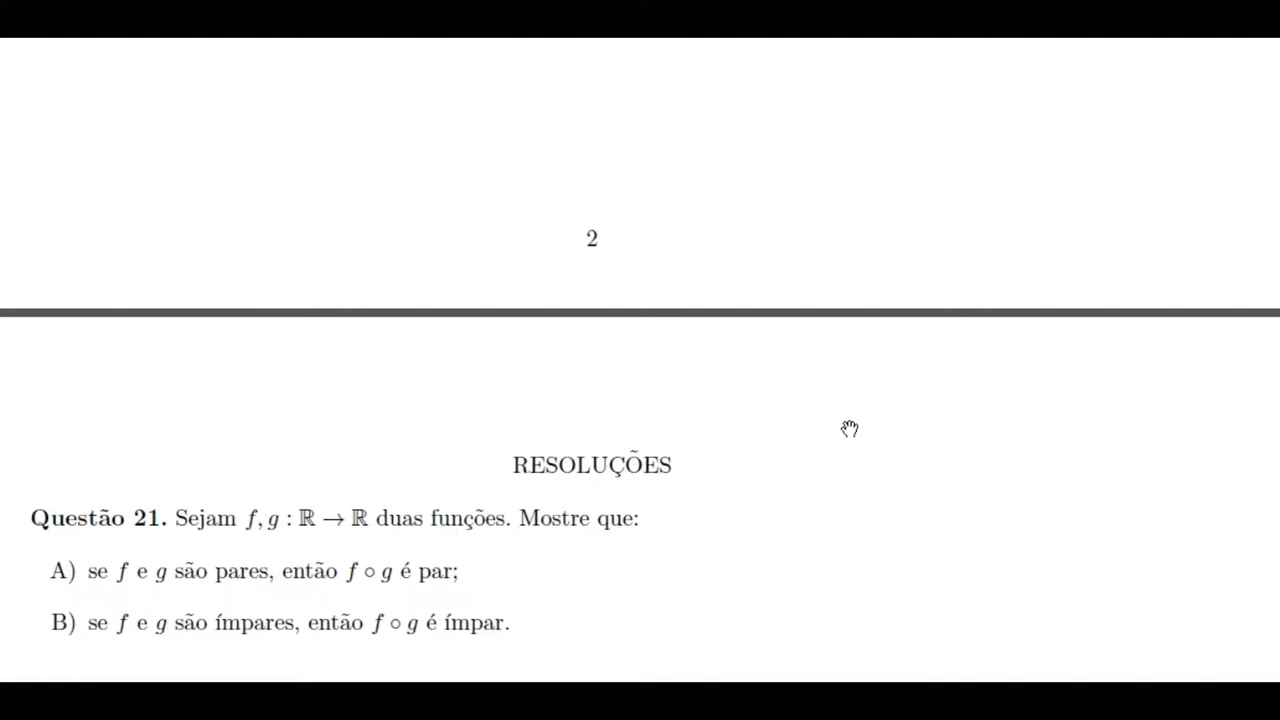 2
RESOLUÇÕES
Questão 21. Sejam f, g : ℝ → ℝ duas funções. Mostre que:
A) se f e g são pares, então f ∘ g é par;
B) se f e g são ímpares, então f ∘ g é ímpar.